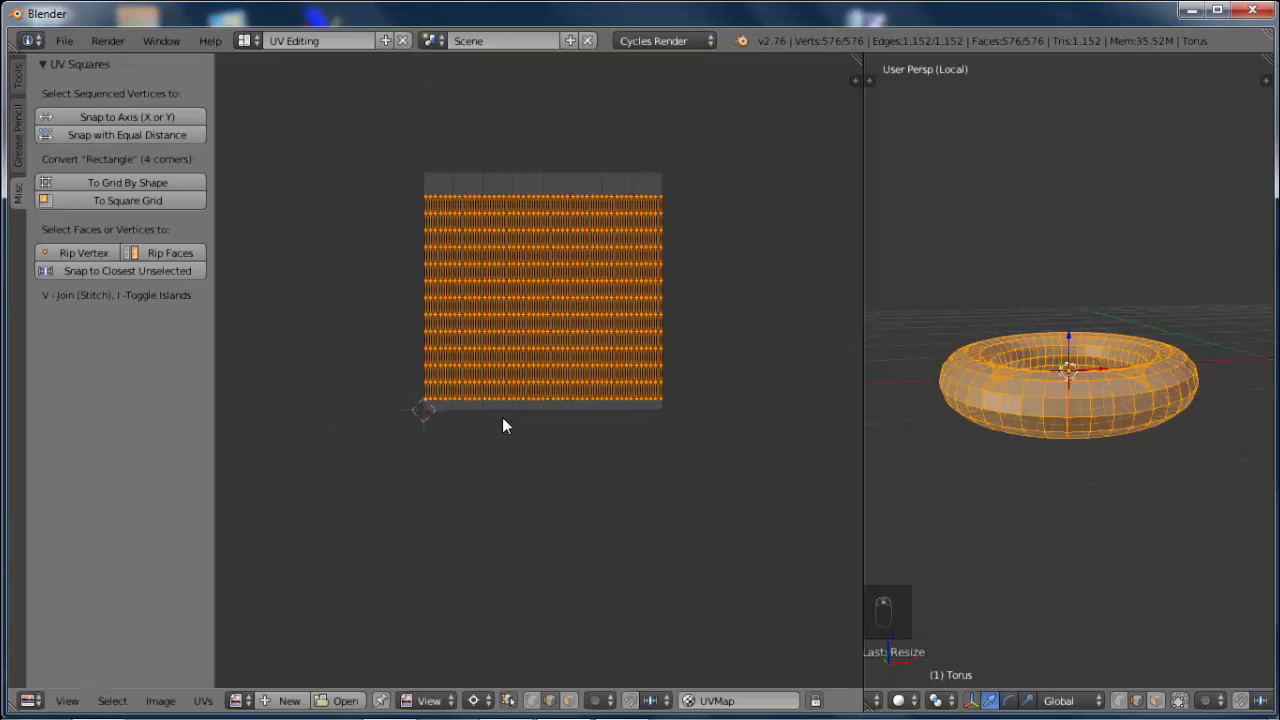 Blender
File Render Window Help UV Editing Scene Cycles Render v2.76 | Verts:576/576 | Edges:1,152/1,152 | Faces:576/576 | Tris:1,152 | Mem:35.52M | Torus
UV Squares
Select Sequenced Vertices to:
Snap to Axis (X or Y)
Snap with Equal Distance
Convert "Rectangle" (4 corners):
To Grid By Shape
To Square Grid
Select Faces or Vertices to:
Rip Vertex Rip Faces
Snap to Closest Unselected
V - Join (Stitch), I -Toggle Islands
Tools
Grease Pencil
Misc
User Persp (Local)
Last: Resize
(1) Torus
View Select Image UVs New Open View UVMap Global